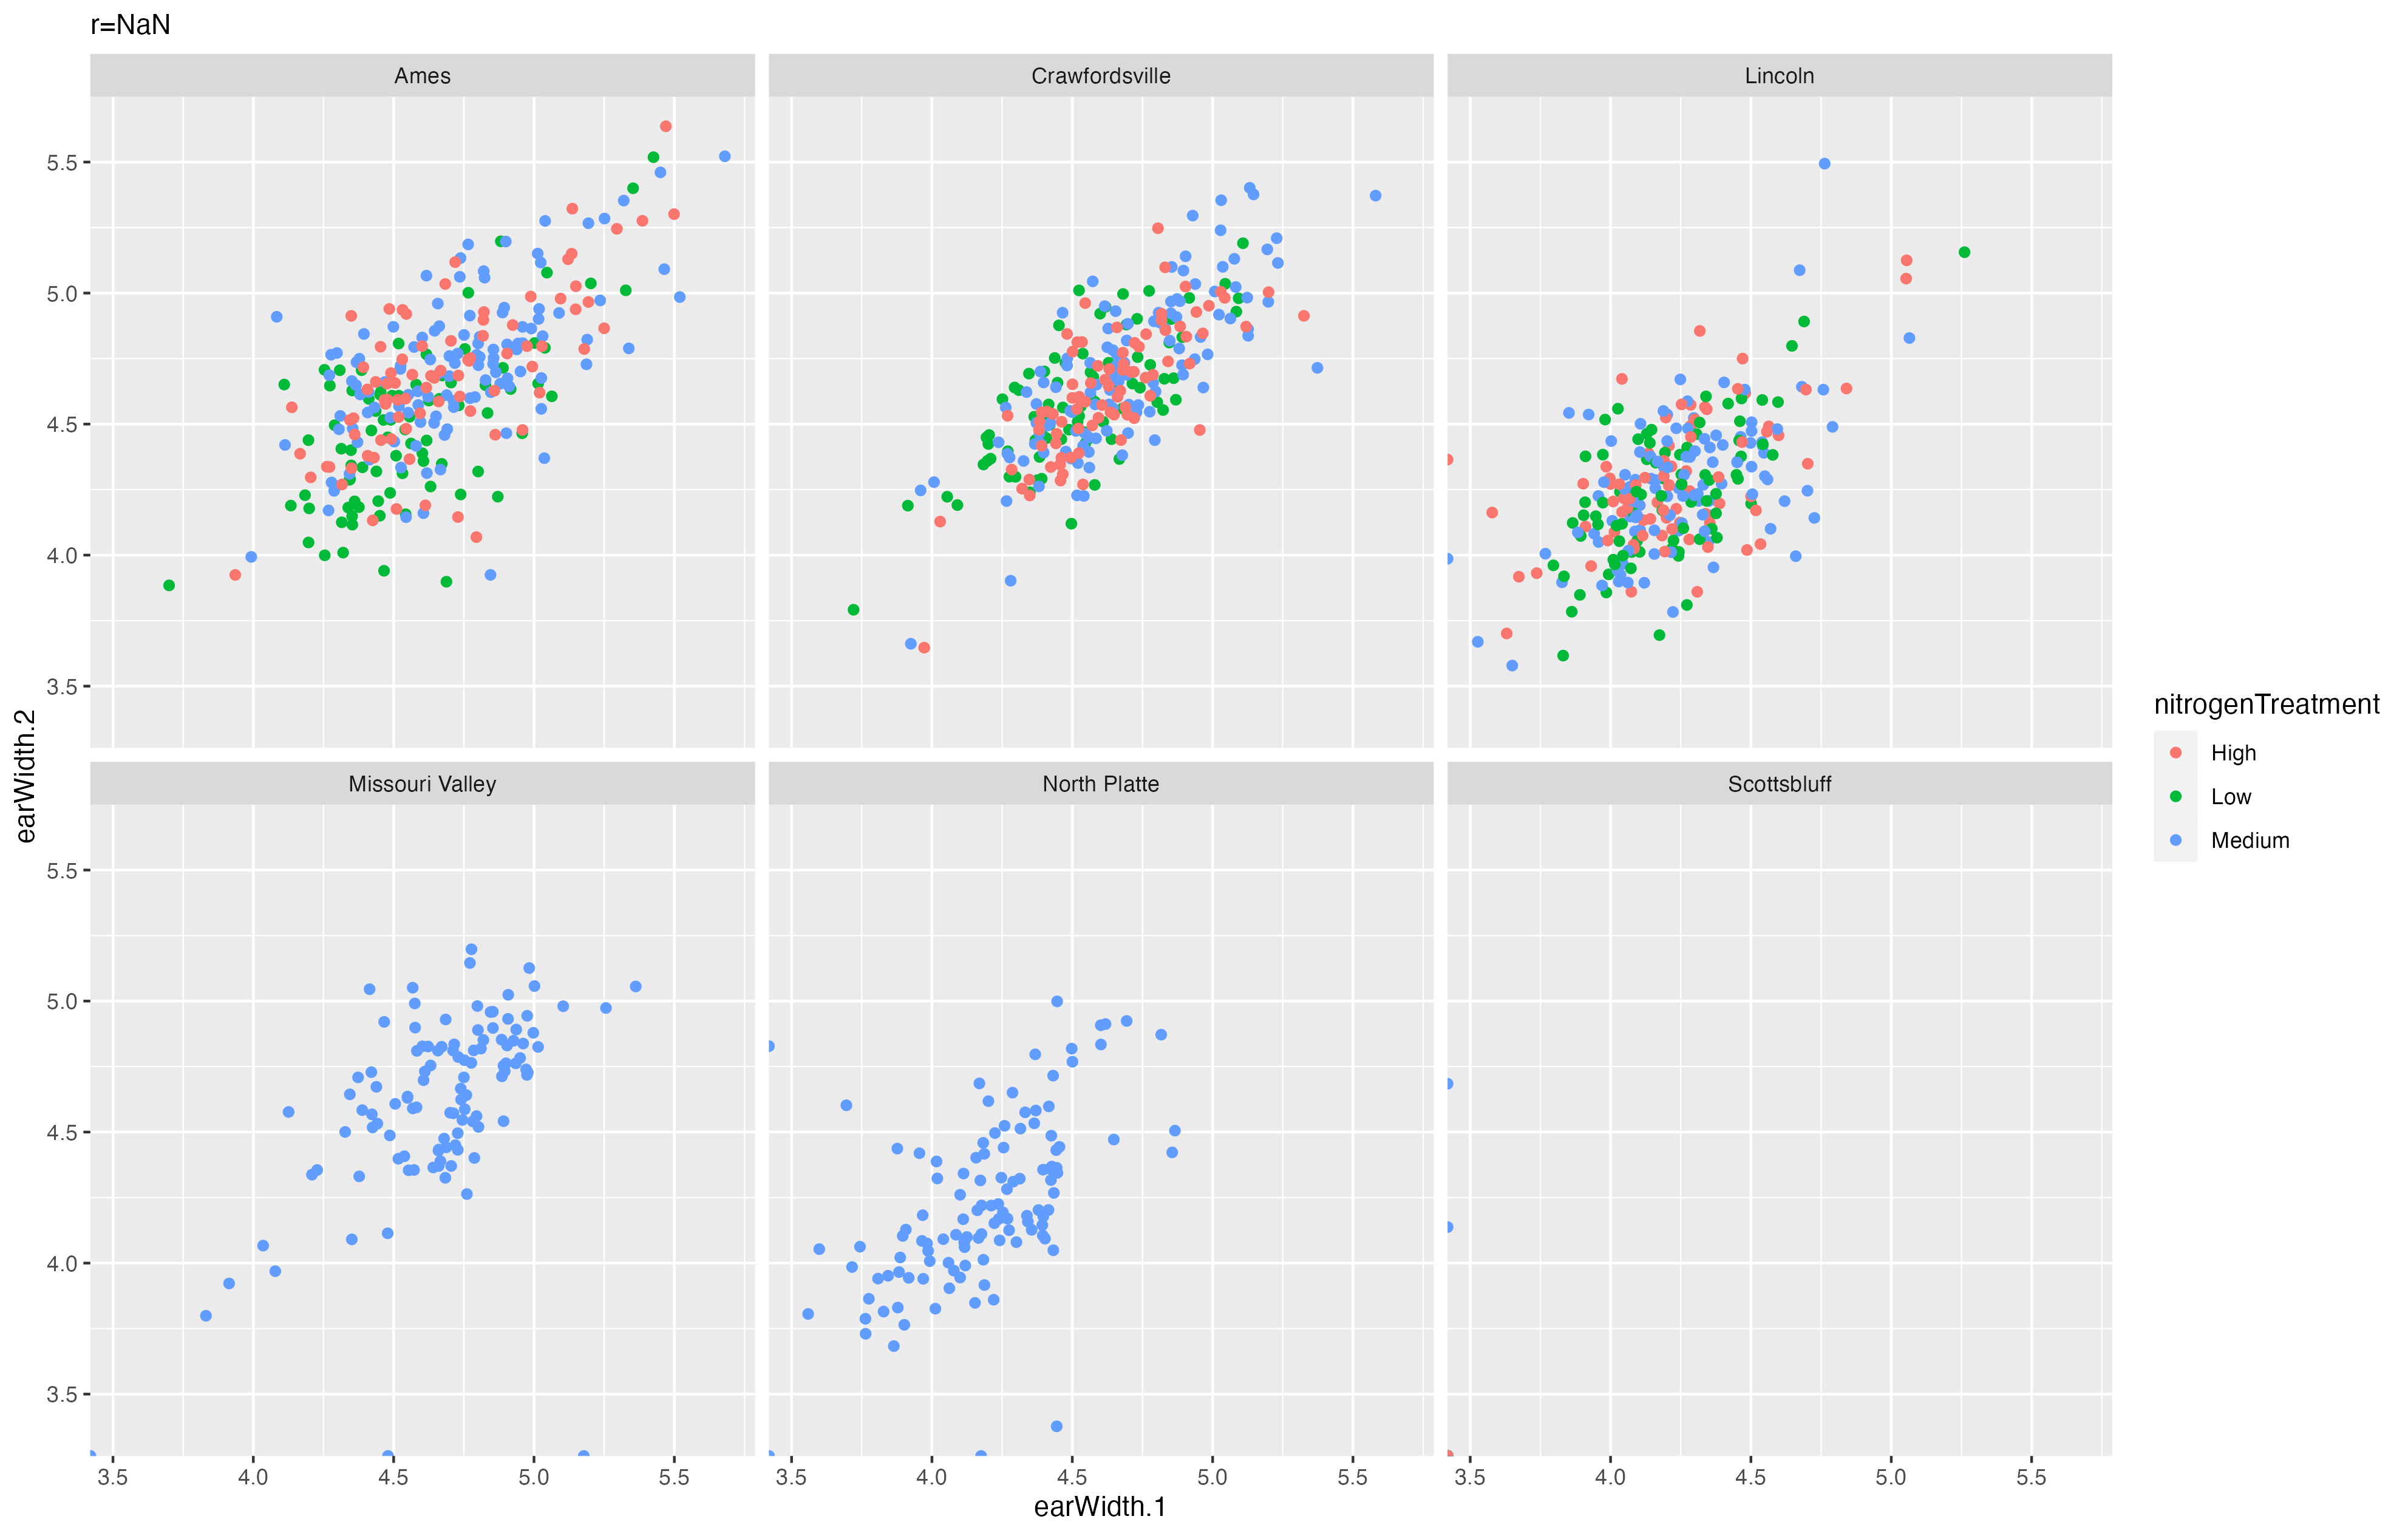 r=NaN
Ames
Crawfordsville
Lincoln
5.5
5.0
4.5
4.0
3.5
Missouri Valley
North Platte
Scottsbluff
5.5
5.0
4.5
4.0
3.5
3.5 4.0 4.5 5.0 5.5
3.5 4.0 4.5 5.0 5.5
3.5 4.0 4.5 5.0 5.5
earWidth.1
earWidth.2
nitrogenTreatment
High
Low
Medium